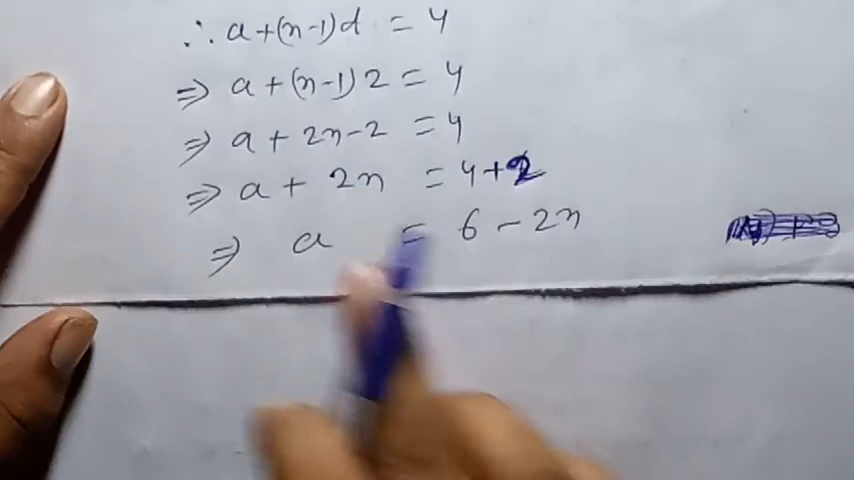 ∴ a+(n-1)d = 4
⇒ a+(n-1)2 = 4
⇒ a+2n-2 = 4
⇒ a+2n = 4+2
⇒ a = 6-2n